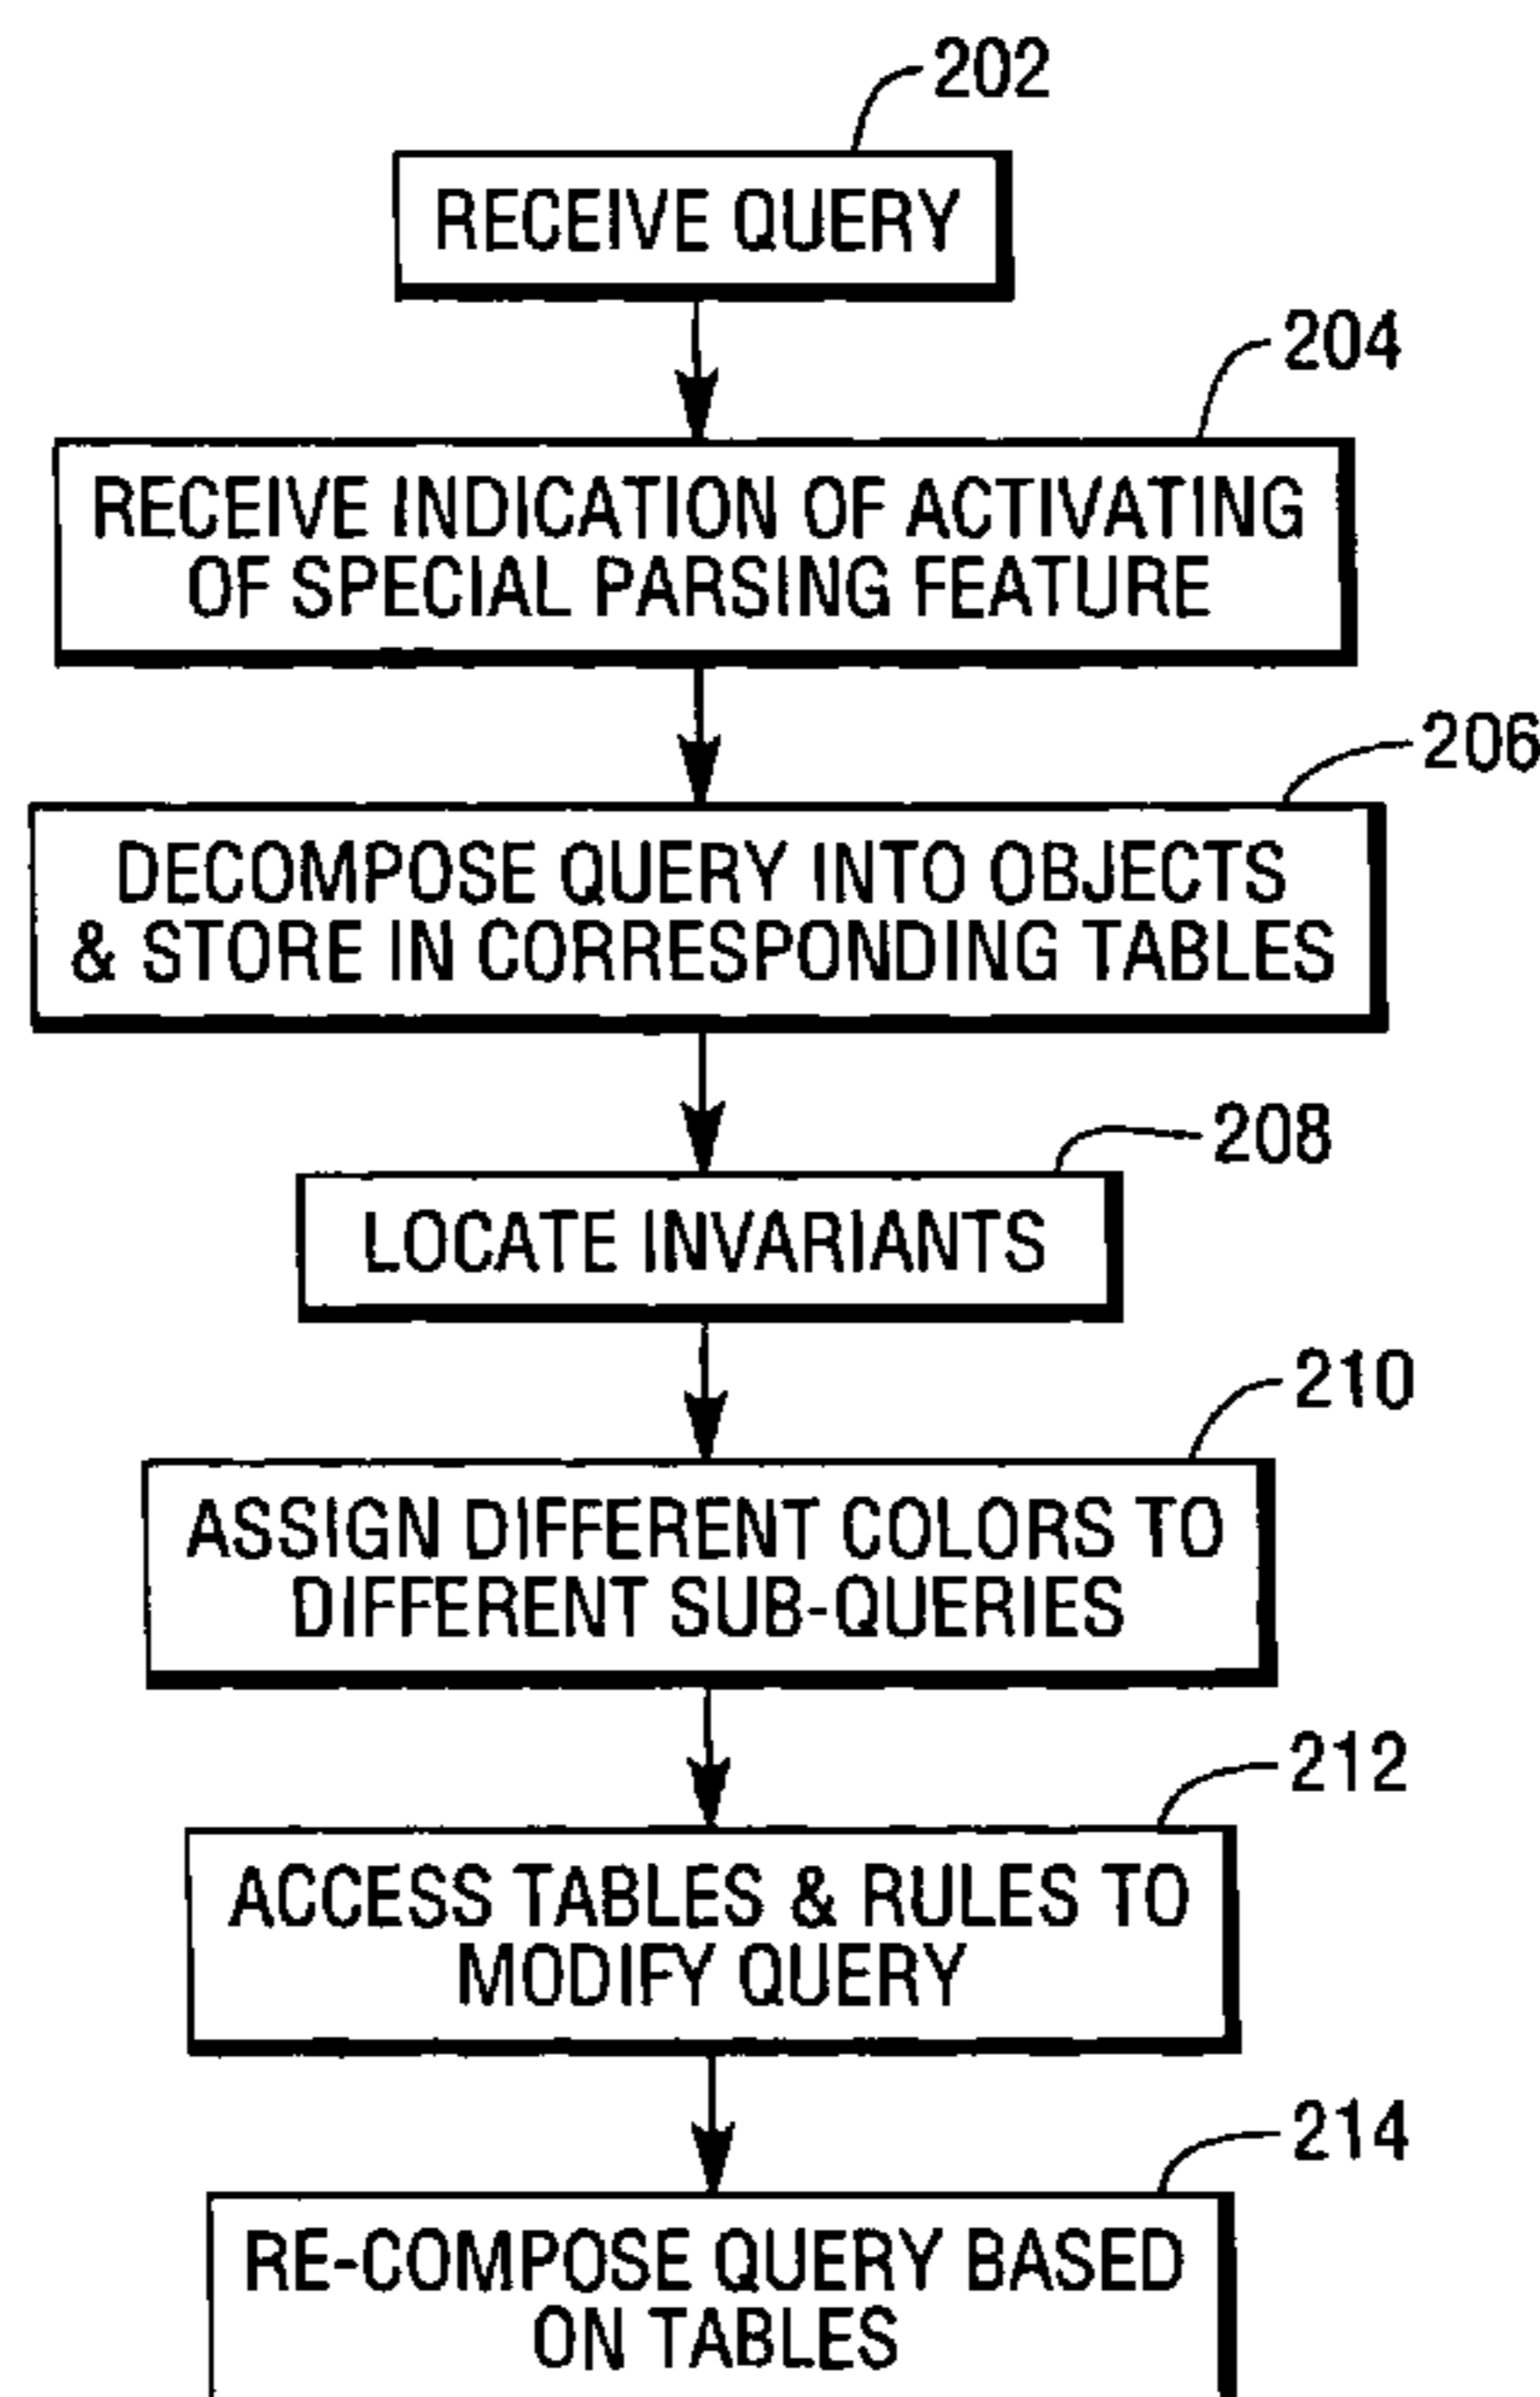 202
RECEIVE QUERY
204
RECEIVE INDICATION OF ACTIVATING
OF SPECIAL PARSING FEATURE
206
DECOMPOSE QUERY INTO OBJECTS
& STORE IN CORRESPONDING TABLES
208
LOCATE INVARIANTS
210
ASSIGN DIFFERENT COLORS TO
DIFFERENT SUB-QUERIES
212
ACCESS TABLES & RULES TO
MODIFY QUERY
214
RE-COMPOSE QUERY BASED
ON TABLES